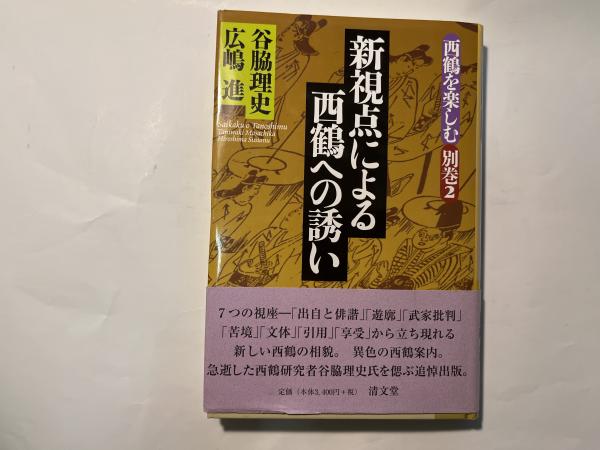 西鶴を楽しむ 別巻2
新視点による
西鶴への誘い
谷脇理史
広嶋 進
Saikaku o Tanoshimu
Taniwaki Masachika
Hiroshima Susumu
7つの視座―「出自と俳諧」「遊廓」「武家批判」
「苦境」「文体」「引用」「享受」から立ち現れる
新しい西鶴の相貌。異色の西鶴案内。
急逝した西鶴研究者谷脇理史氏を偲ぶ追悼出版。
定価（本体3,400円+税） 清文堂